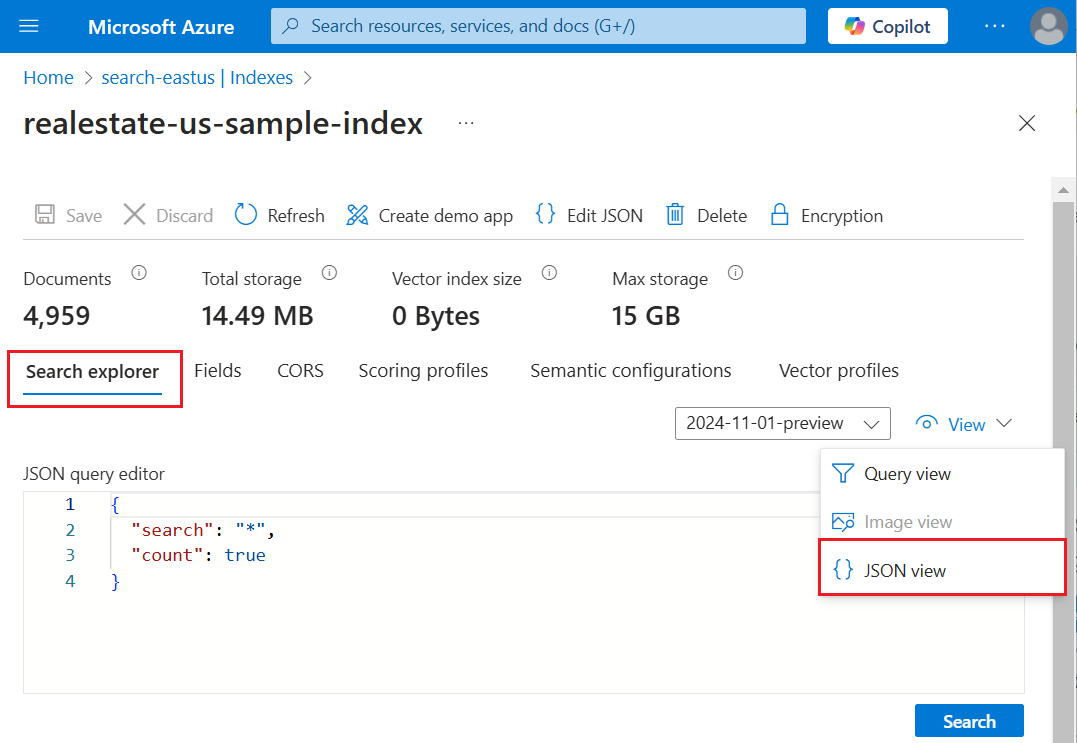 Microsoft Azure
Search resources, services, and docs (G+/)
Copilot
Home > search-eastus | Indexes >
realestate-us-sample-index
Save
Discard
Refresh
Create demo app
Edit JSON
Delete
Encryption
Documents
4,959
Total storage
14.49 MB
Vector index size
0 Bytes
Max storage
15 GB
Search explorer
Fields
CORS
Scoring profiles
Semantic configurations
Vector profiles
2024-11-01-preview
View
Query view
Image view
JSON view
JSON query editor
1 {
2 "search": "*",
3 "count": true
4 }
Search